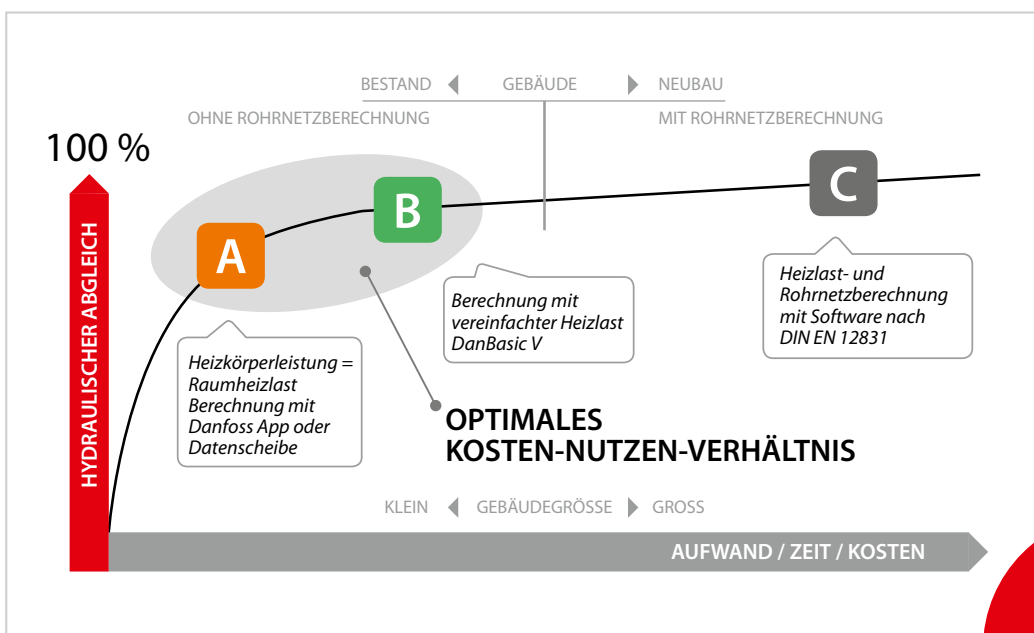 BESTAND GEBÄUDE NEUBAU
OHNE ROHRNETZBERECHNUNG MIT ROHRNETZBERECHNUNG
100 %
HYDRAULISCHER ABGLEICH
A
B
C
Heizkörperleistung =
Raumheizlast
Berechnung mit
Danfoss App oder
Datenscheibe
Berechnung mit
vereinfachter Heizlast
DanBasic V
Heizlast- und
Rohrnetzberechnung
mit Software nach
DIN EN 12831
OPTIMALES
KOSTEN-NUTZEN-VERHÄLTNIS
KLEIN GEBÄUDEGRÖSSE GROSS
AUFWAND / ZEIT / KOSTEN